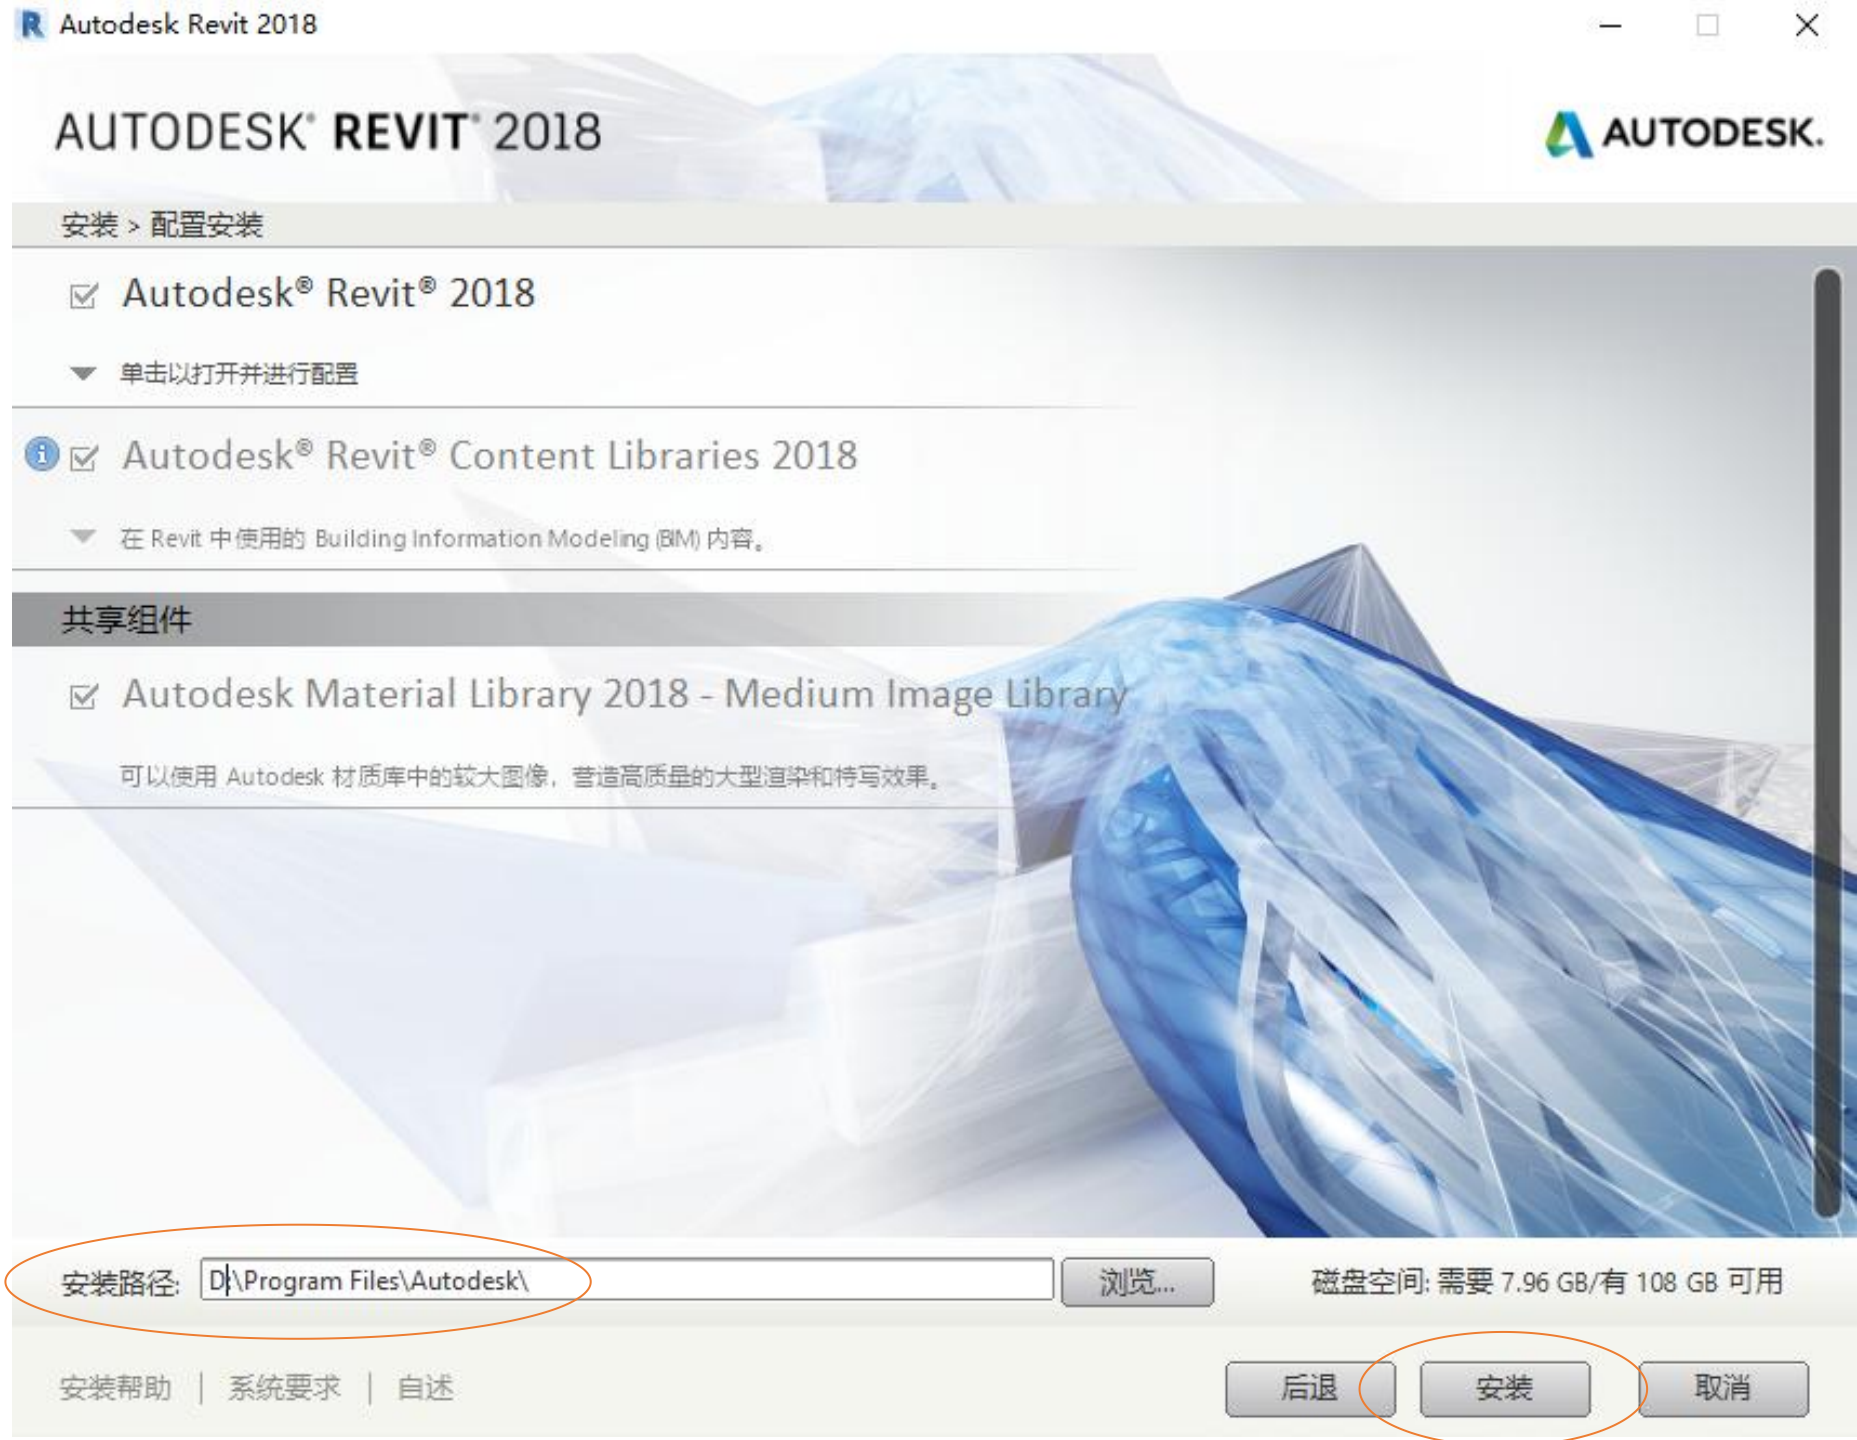 Autodesk Revit 2018
AUTODESK® REVIT® 2018
AUTODESK.
安装 > 配置安装
Autodesk® Revit® 2018
单击以打开并进行配置
Autodesk® Revit® Content Libraries 2018
在 Revit 中使用的 Building Information Modeling (BIM) 内容。
共享组件
Autodesk Material Library 2018 - Medium Image Library
可以使用 Autodesk 材质库中的较大图像，营造高质量的大型渲染和特写效果。
安装路径: D:\Program Files\Autodesk\ 浏览... 磁盘空间: 需要 7.96 GB/有 108 GB 可用
安装帮助 | 系统要求 | 自述 后退 安装 取消